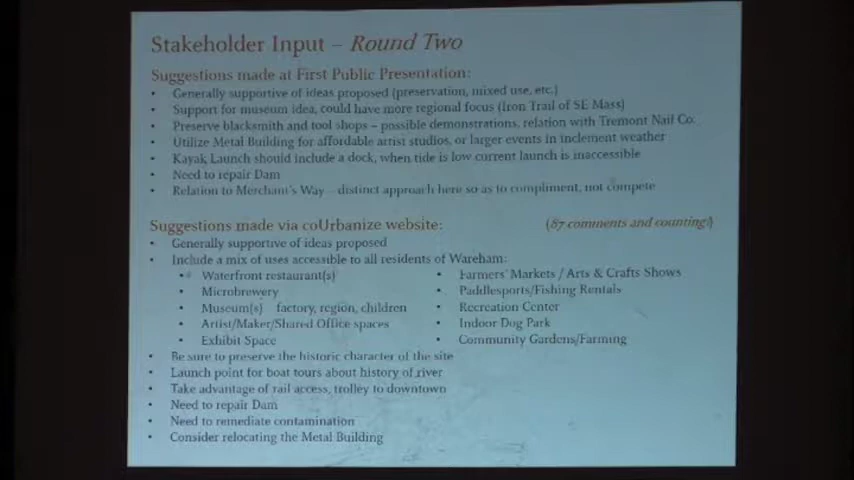 Stakeholder Input – Round Two
Suggestions made at First Public Presentation:
• Generally supportive of ideas proposed (preservation, mixed use, etc.)
• Support for museum idea, could have more regional focus (Iron Trail of SE Mass)
• Preserve blacksmith and tool shops – possible demonstrations, relation with Tremont Nail Co.
• Utilize Metal Building for affordable artist studios, or larger events in inclement weather
• Kayak Launch should include a dock, when tide is low current launch is inaccessible
• Need to repair Dam
• Relation to Merchant's Way – distinct approach here so as to compliment, not compete
Suggestions made via coUrbanize website: (87 comments and counting!)
• Generally supportive of ideas proposed
• Include a mix of uses accessible to all residents of Wareham:
• Waterfront restaurant(s)
• Microbrewery
• Museum(s) factory, region, children
• Artist/Maker/Shared Office spaces
• Exhibit Space
• Farmers' Markets / Arts & Crafts Shows
• Paddlesports/Fishing Rentals
• Recreation Center
• Indoor Dog Park
• Community Gardens/Farming
• Be sure to preserve the historic character of the site
• Launch point for boat tours about history of river
• Take advantage of rail access, trolley to downtown
• Need to repair Dam
• Need to remediate contamination
• Consider relocating the Metal Building